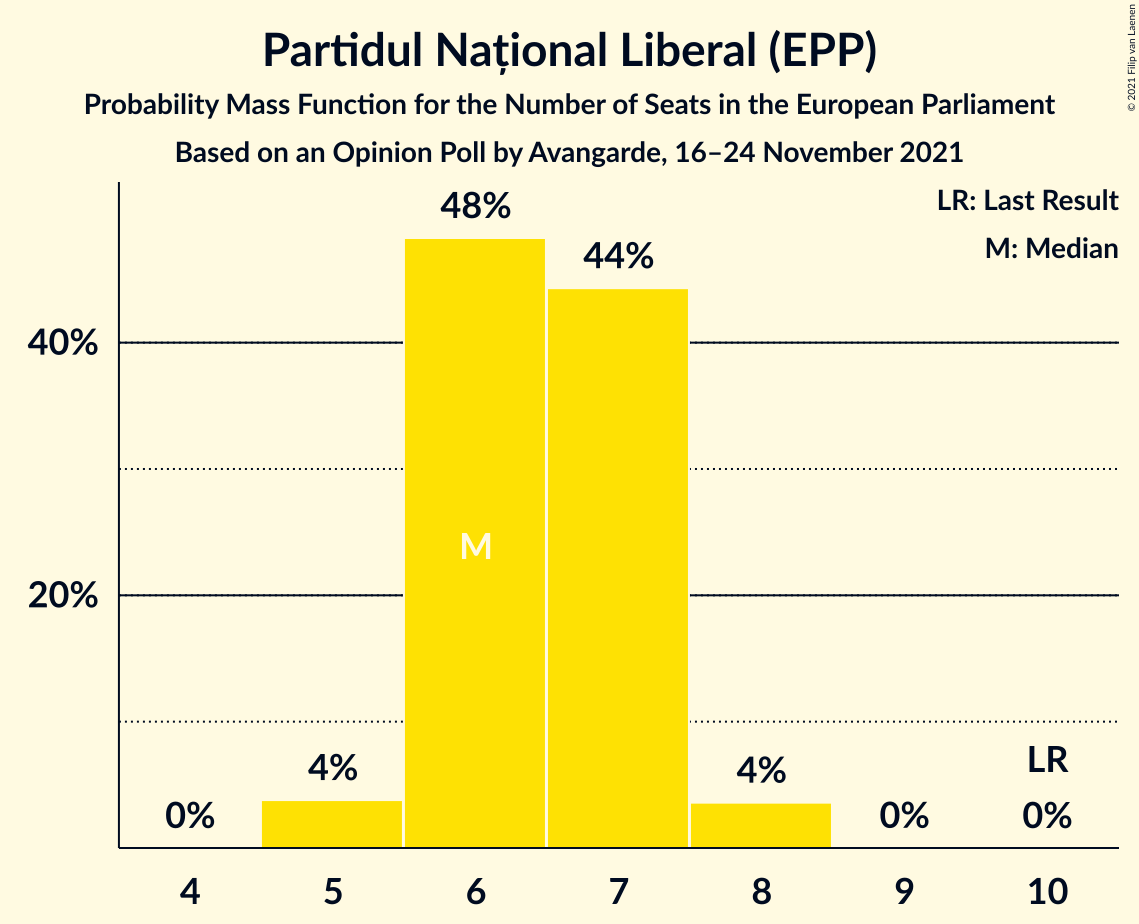 Partidul Național Liberal (EPP)
Probability Mass Function for the Number of Seats in the European Parliament
Based on an Opinion Poll by Avangarde, 16–24 November 2021
© 2021 Filip van Laenen
LR: Last Result
M: Median
48%
44%
40%
M
20%
4%
4%
LR
0%
0%
0%
4
5
6
7
8
9
10